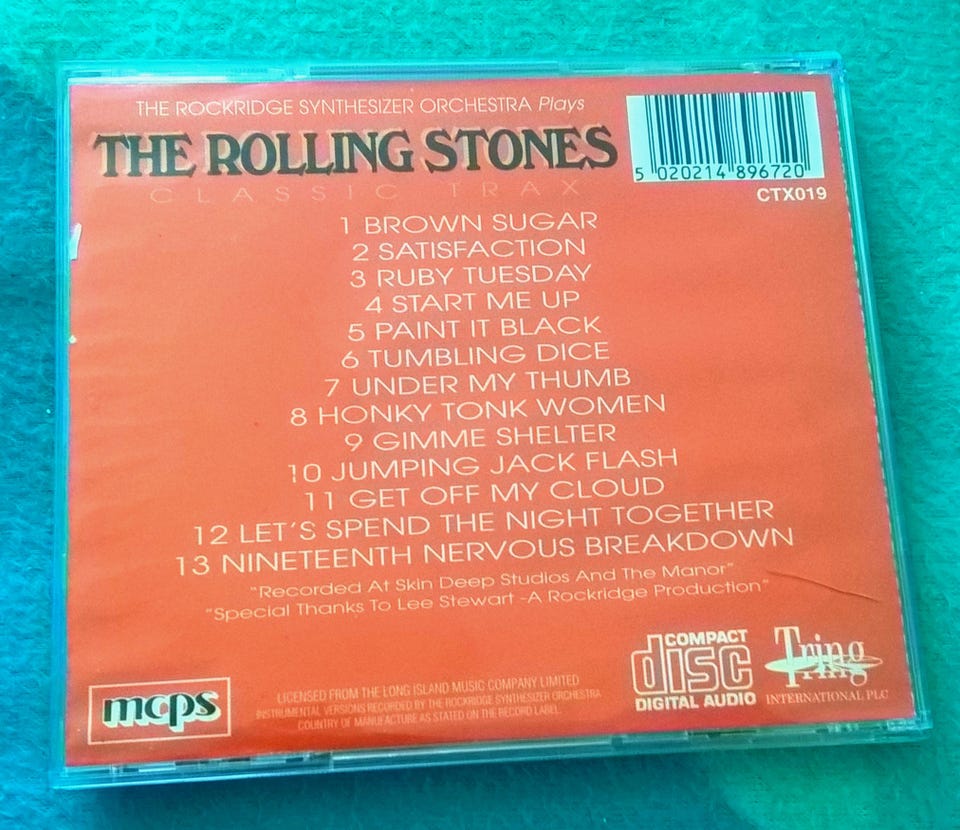 THE ROCKRIDGE SYNTHESIZER ORCHESTRA Plays
THE ROLLING STONES
CLASSIC TRAX
5 020214 896720
CTX019
1 BROWN SUGAR
2 SATISFACTION
3 RUBY TUESDAY
4 START ME UP
5 PAINT IT BLACK
6 TUMBLING DICE
7 UNDER MY THUMB
8 HONKY TONK WOMEN
9 GIMME SHELTER
10 JUMPING JACK FLASH
11 GET OFF MY CLOUD
12 LET'S SPEND THE NIGHT TOGETHER
13 NINETEENTH NERVOUS BREAKDOWN
"Recorded At Skin Deep Studios And The Manor"
"Special Thanks To Lee Stewart -A Rockridge Production"
mcps
LICENSED FROM THE LONG ISLAND MUSIC COMPANY LIMITED
INSTRUMENTAL VERSIONS RECORDED BY THE ROCKRIDGE SYNTHESIZER ORCHESTRA
COUNTRY OF MANUFACTURE AS STATED ON THE RECORD LABEL
COMPACT
disc
DIGITAL AUDIO
Tring
Tring
INTERNATIONAL PLC